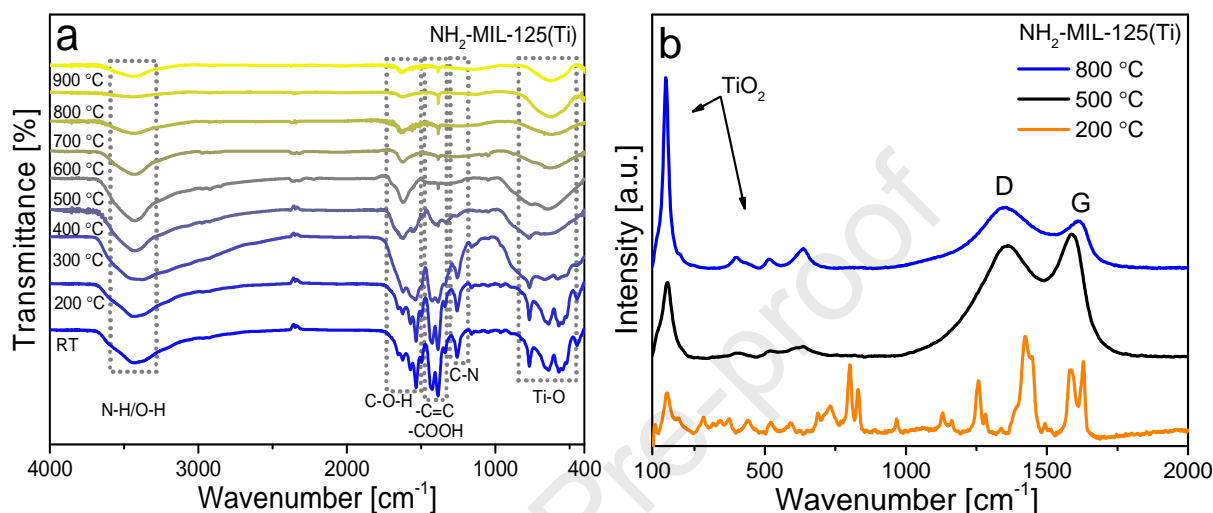 a
NH₂-MIL-125(Ti)
900 °C
800 °C
700 °C
600 °C
500 °C
400 °C
300 °C
200 °C
RT
N-H/O-H
C-O-H
-C=C
-COOH
C-N
Ti-O
Transmittance [%]
4000 3000 2000 1000 400
Wavenumber [cm⁻¹]
b
NH₂-MIL-125(Ti)
800 °C
500 °C
200 °C
TiO₂
D
G
Intensity [a.u.]
100 500 1000 1500 2000
Wavenumber [cm⁻¹]
Pre-proof